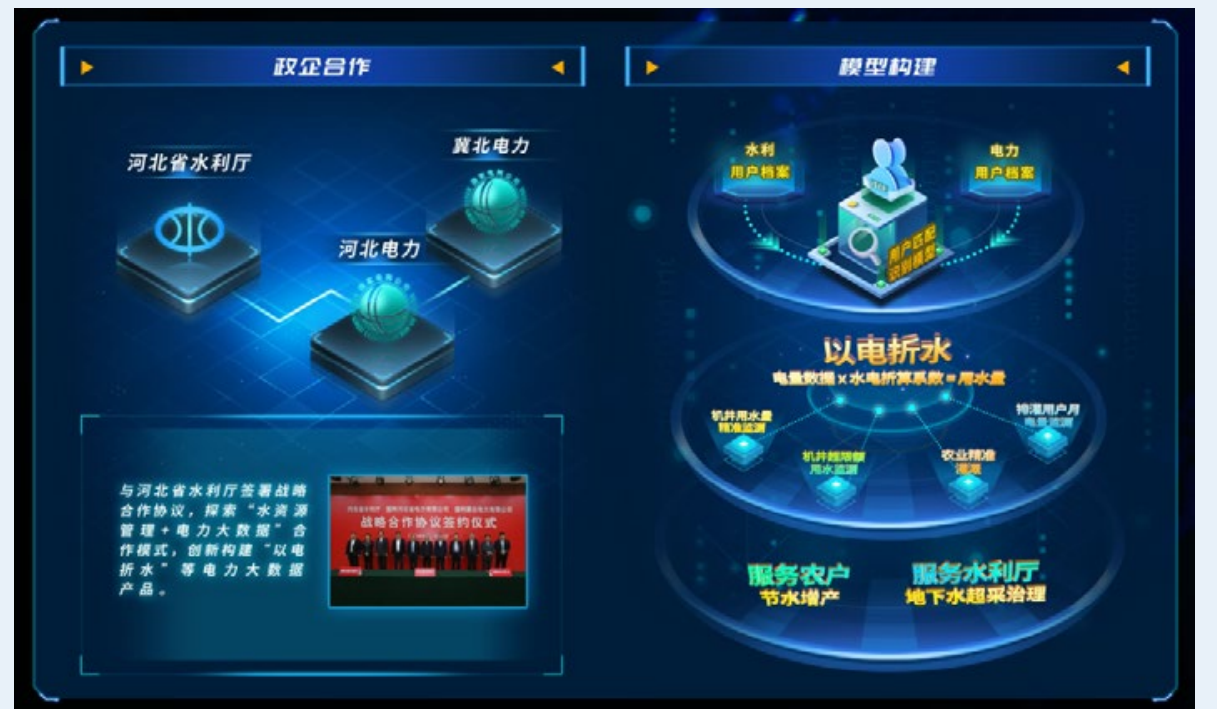 政企合作
河北省水利厅
冀北电力
河北电力
与河北省水利厅签署战略
合作协议，探索“水资源
管理+电力大数据”合
作模式，创新构建“以电
折水”等电力大数据
产品。
战略合作协议签约仪式
模型构建
水利
用户档案
电力
用户档案
用户匹配
识别模型
以电折水
电量数据×水电折算系数=用水量
机井用水量
精准监测
机井超限额
用水监测
农业精准
灌溉
排灌用户月
电量监测
服务农户
节水增产
服务水利厅
地下水超采治理